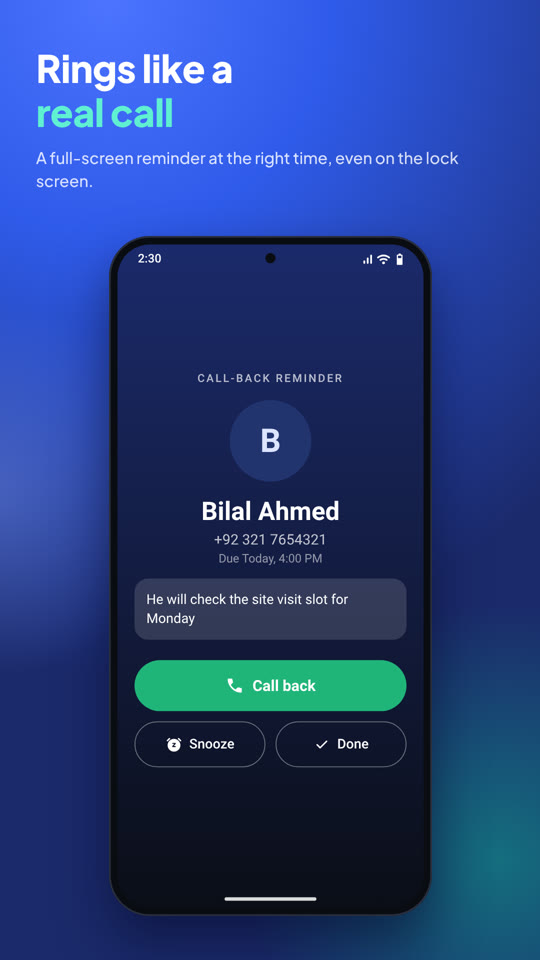 Rings like a
real call
A full-screen reminder at the right time, even on the lock
screen.
2:30
CALL-BACK REMINDER
B
Bilal Ahmed
+92 321 7654321
Due Today, 4:00 PM
He will check the site visit slot for
Monday
Call back
Snooze
Done